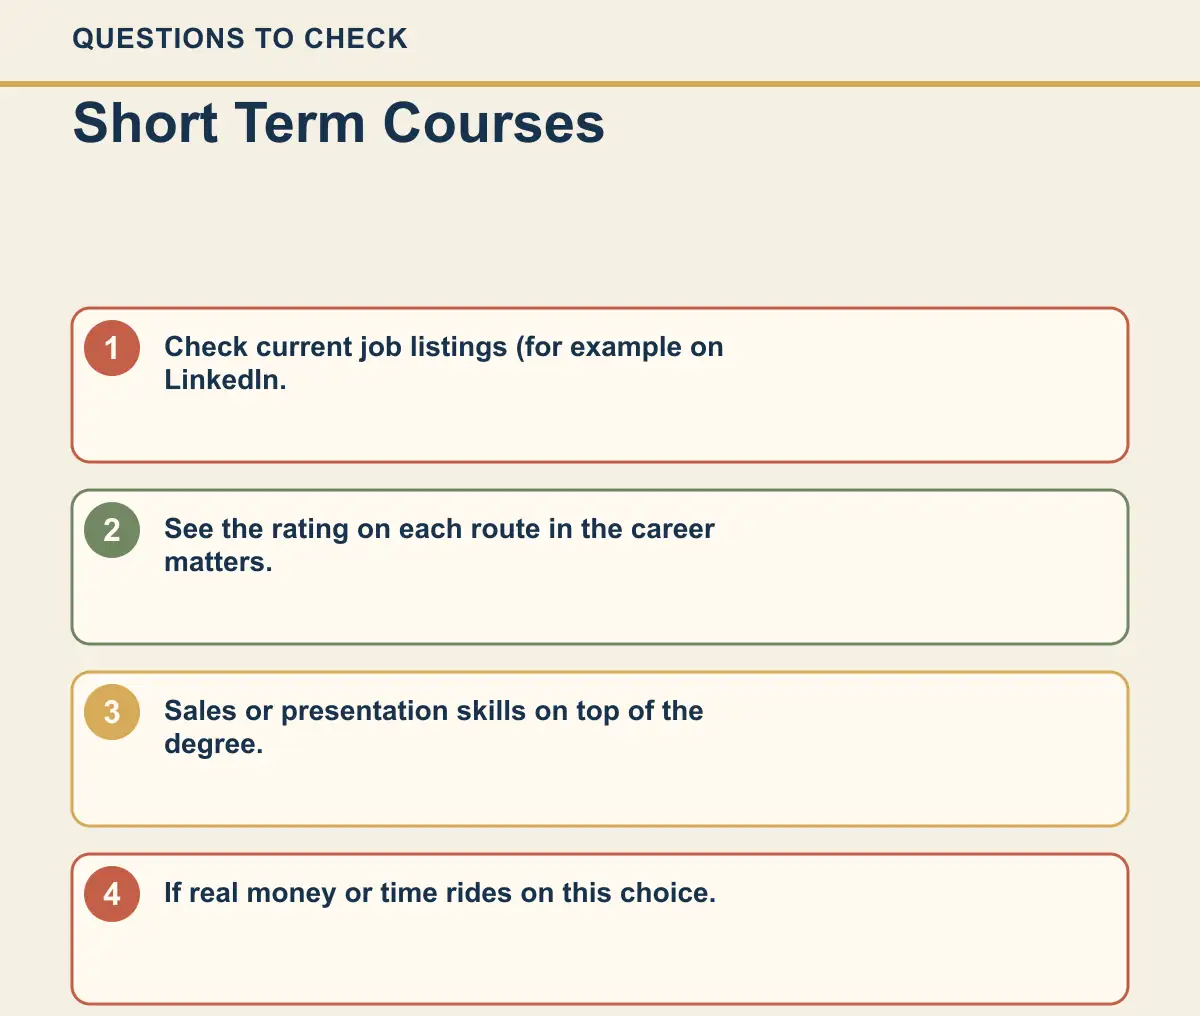 QUESTIONS TO CHECK
Short Term Courses
1
Check current job listings (for example on
LinkedIn.
2
See the rating on each route in the career
matters.
3
Sales or presentation skills on top of the
degree.
4
If real money or time rides on this choice.